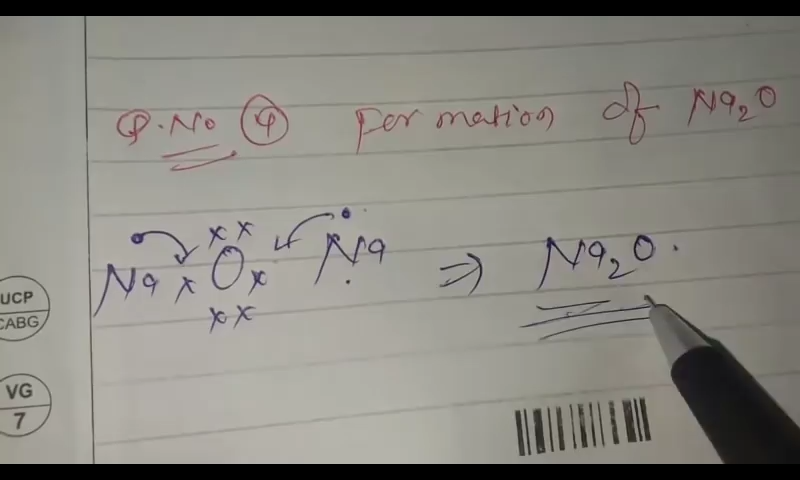 Q.No 4 Formation of Na₂O
Na O Na ⇒ Na₂O.
UCP
CABG
VG
7